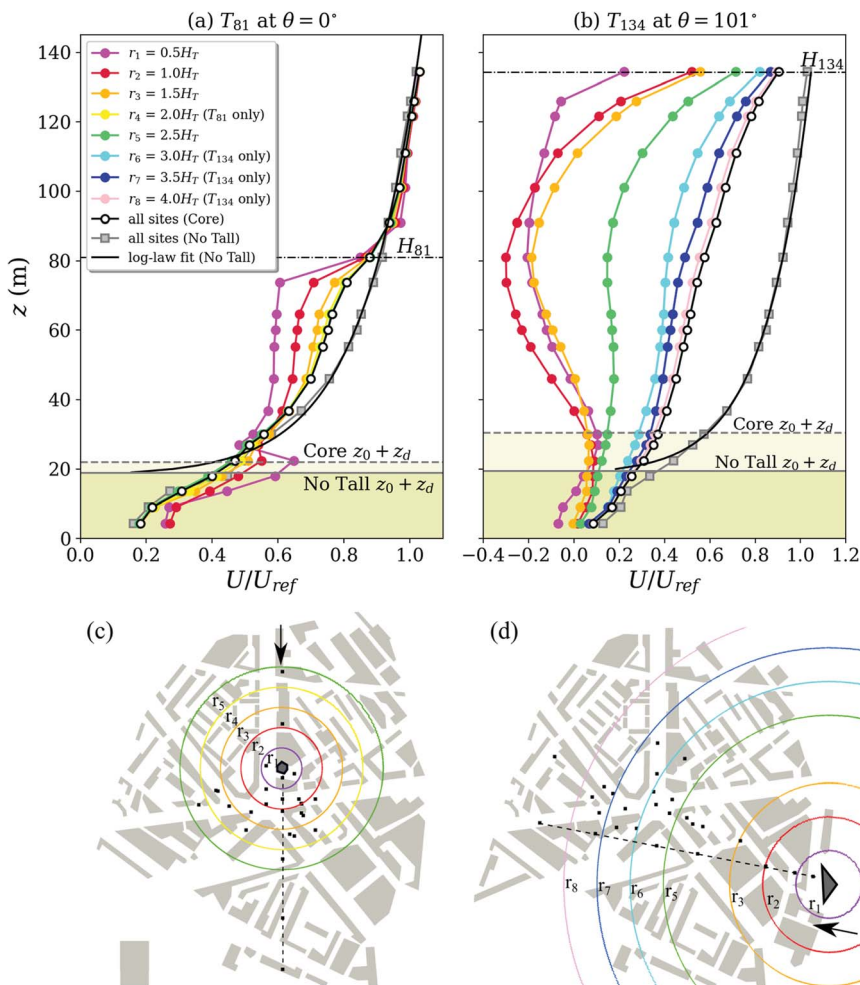 (a) T81 at θ = 0°
(b) T134 at θ = 101°
140
120
100
80
60
40
20
0
z (m)
r1 = 0.5HT
r2 = 1.0HT
r3 = 1.5HT
r4 = 2.0HT (T81 only)
r5 = 2.5HT
r6 = 3.0HT (T134 only)
r7 = 3.5HT (T134 only)
r8 = 4.0HT (T134 only)
all sites (Core)
all sites (No Tall)
log-law fit (No Tall)
H81
Core z0 + zd
No Tall z0 + zd
0.0 0.2 0.4 0.6 0.8 1.0
U/Uref
H134
Core z0 + zd
No Tall z0 + zd
−0.4 −0.2 0.0 0.2 0.4 0.6 0.8 1.0 1.2
U/Uref
(c)
r5
r4
r3
r2
r1
(d)
r8
r7
r6
r5
r3
r2
r1